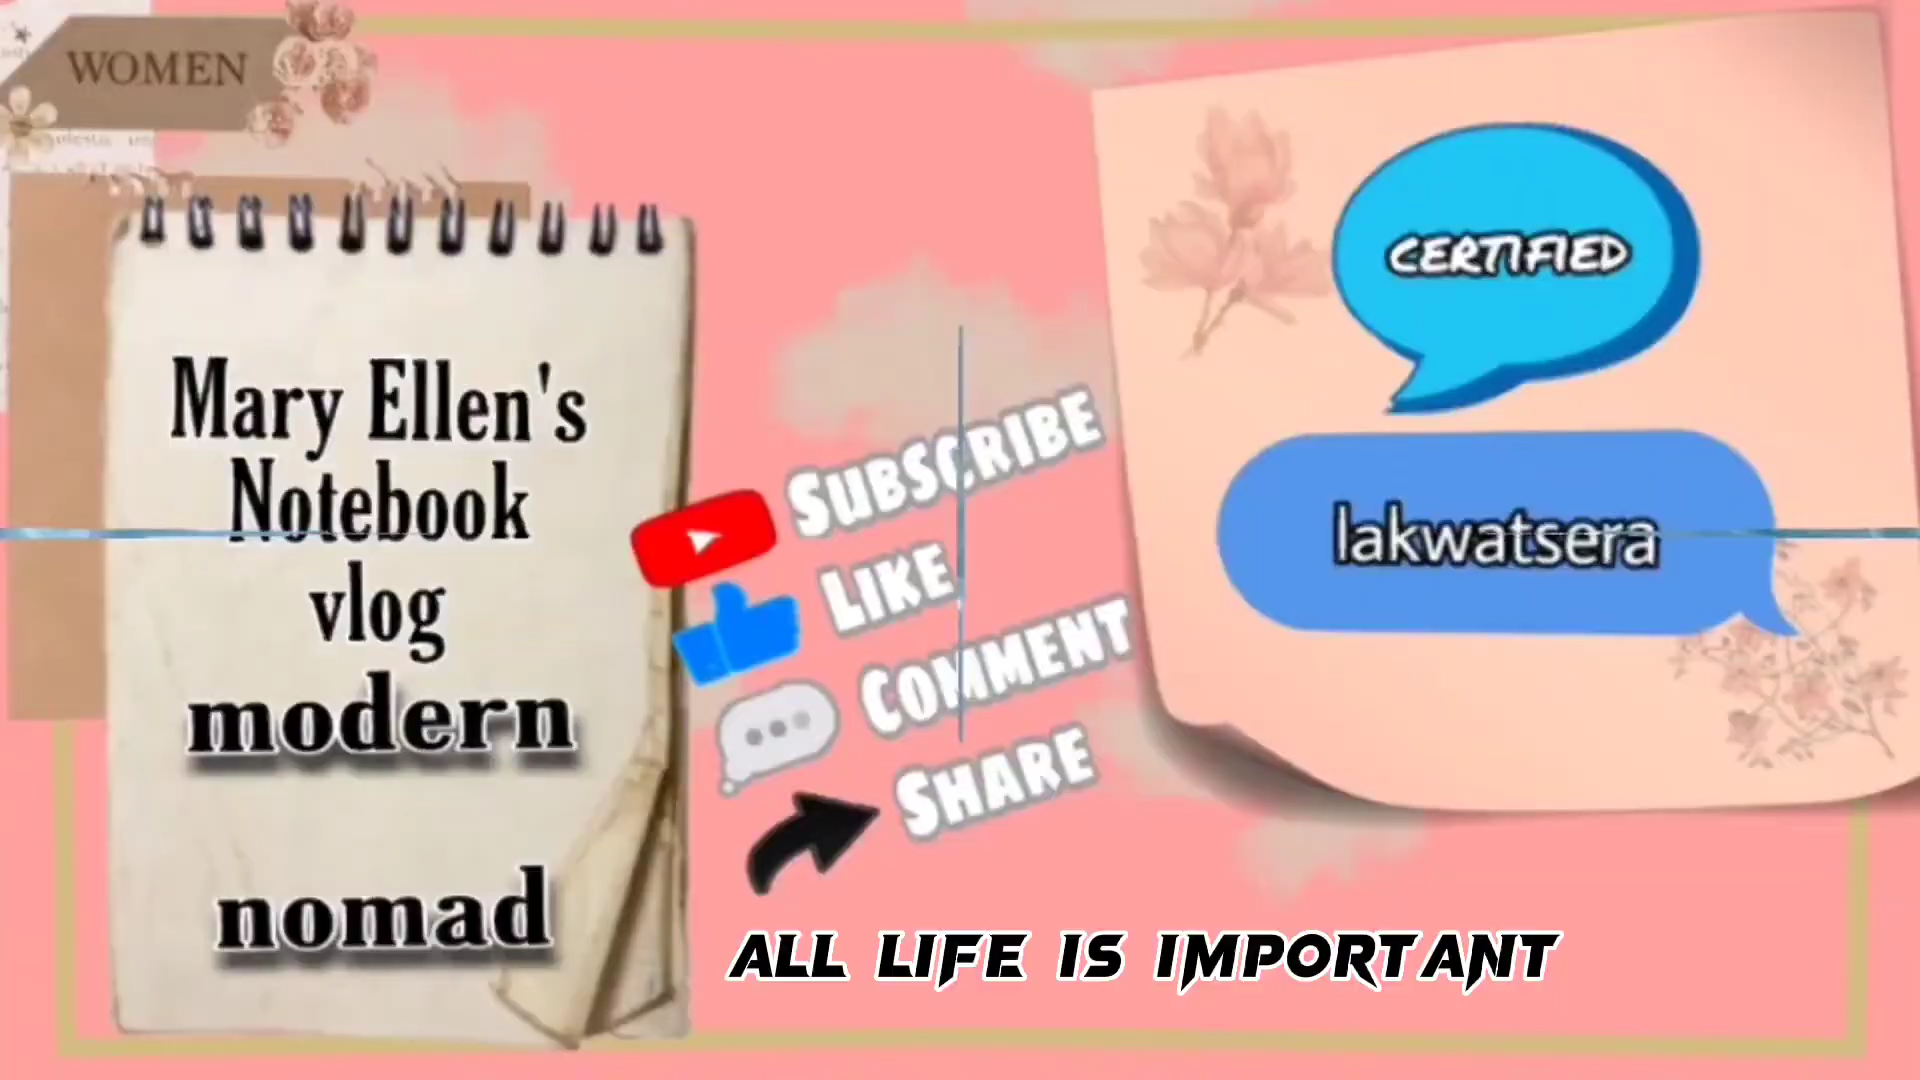 WOMEN
Mary Ellen's
Notebook
vlog
modern
nomad
SUBSCRIBE
LIKE
COMMENT
SHARE
CERTIFIED
lakwatsera
ALL LIFE IS IMPORTANT